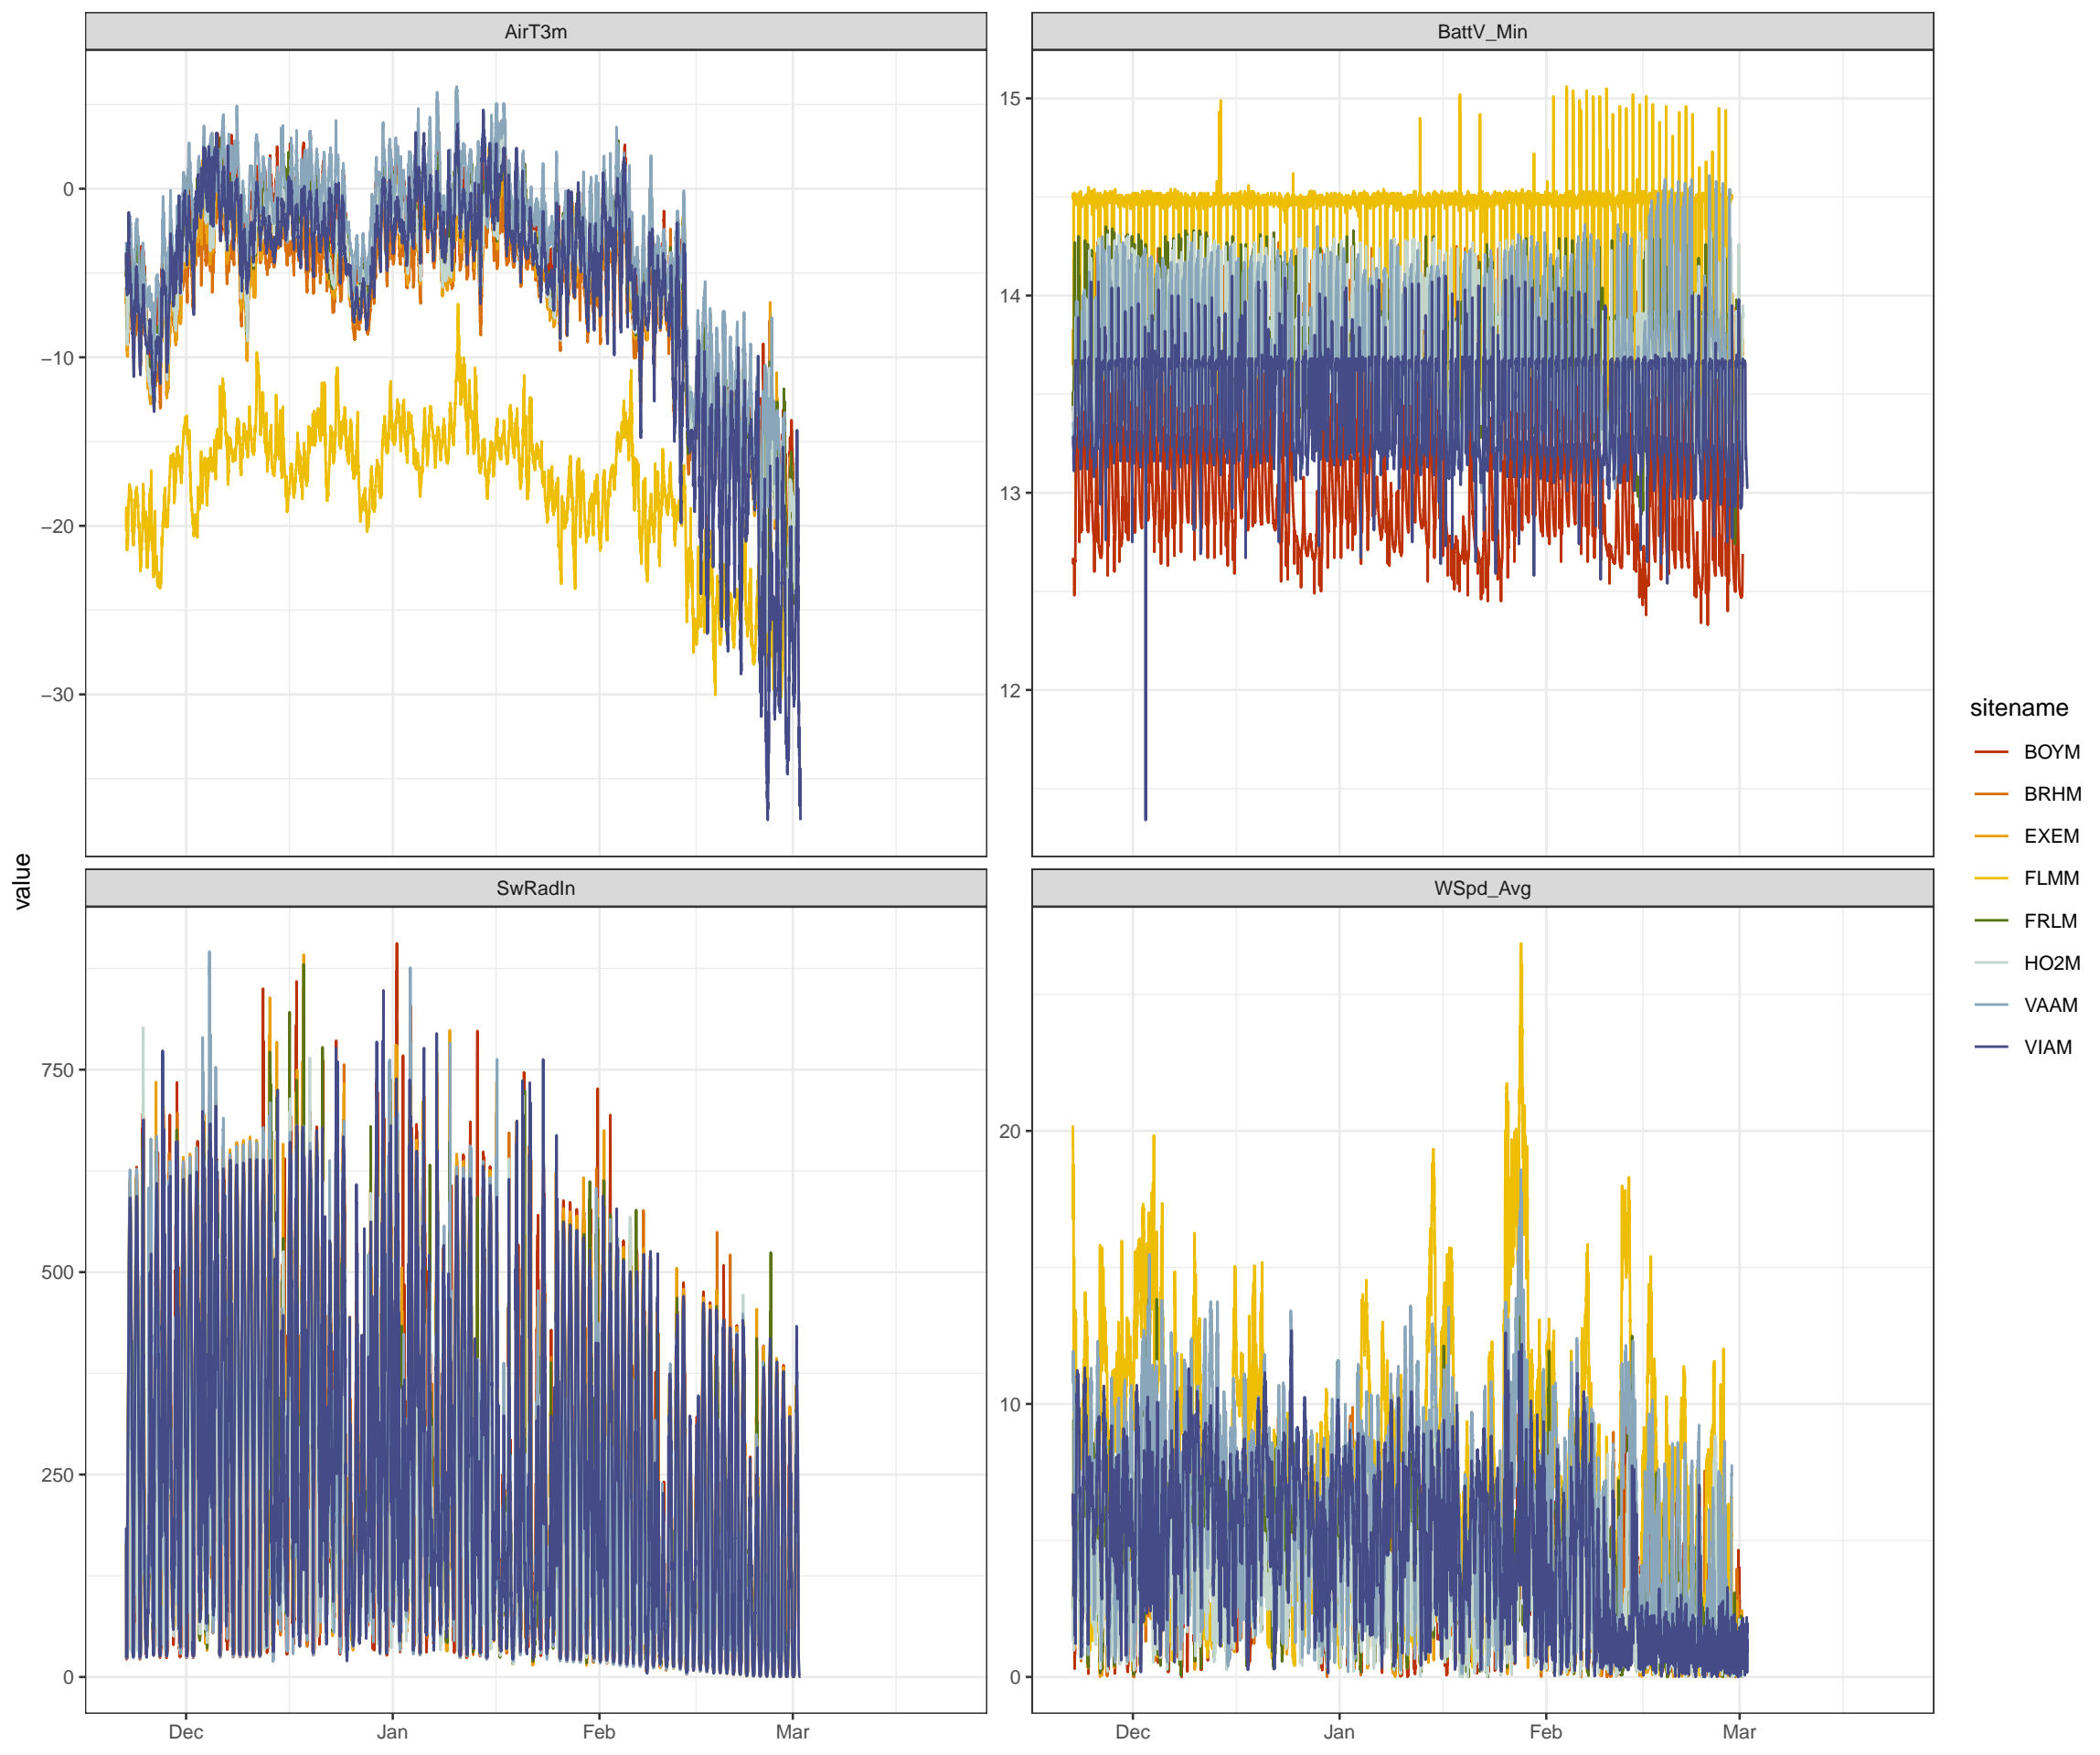 AirT3m
BattV_Min
0
−10
−20
−30
15
14
13
12
value
SwRadIn
WSpd_Avg
750
500
250
0
20
10
0
Dec
Jan
Feb
Mar
Dec
Jan
Feb
Mar
sitename
BOYM
BRHM
EXEM
FLMM
FRLM
HO2M
VAAM
VIAM